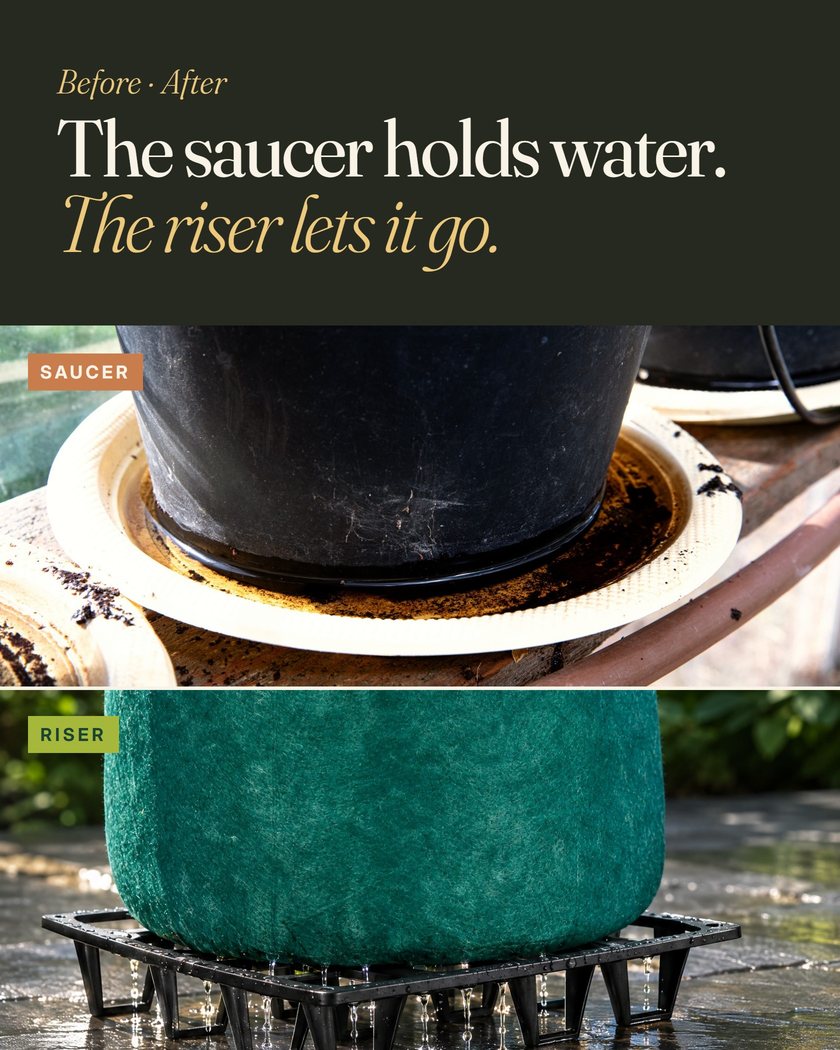 Before · After
The saucer holds water.
The riser lets it go.
SAUCER
RISER